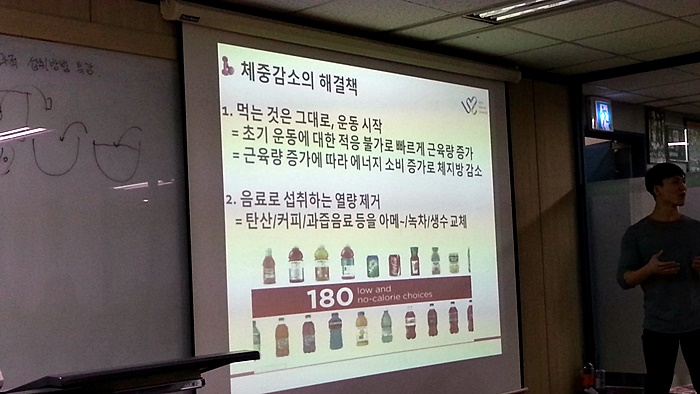 체중감소의 해결책
1. 먹는 것은 그대로, 운동 시작
= 초기 운동에 대한 적응 불가로 빠르게 근육량 증가
= 근육량 증가에 따라 에너지 소비 증가로 체지방 감소
2. 음료로 섭취하는 열량 제거
= 탄산/커피/과즙음료 등을 아메~/녹차/생수 교체
180 low and
no-calorie choices